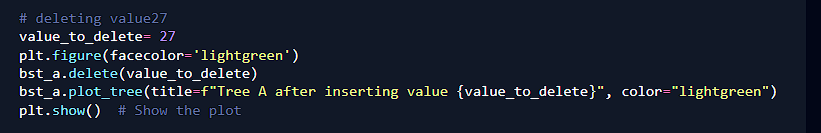 # deleting value27
value_to_delete= 27
plt.figure(facecolor='lightgreen')
bst_a.delete(value_to_delete)
bst_a.plot_tree(title=f"Tree A after inserting value {value_to_delete}", color="lightgreen")
plt.show()  # Show the plot